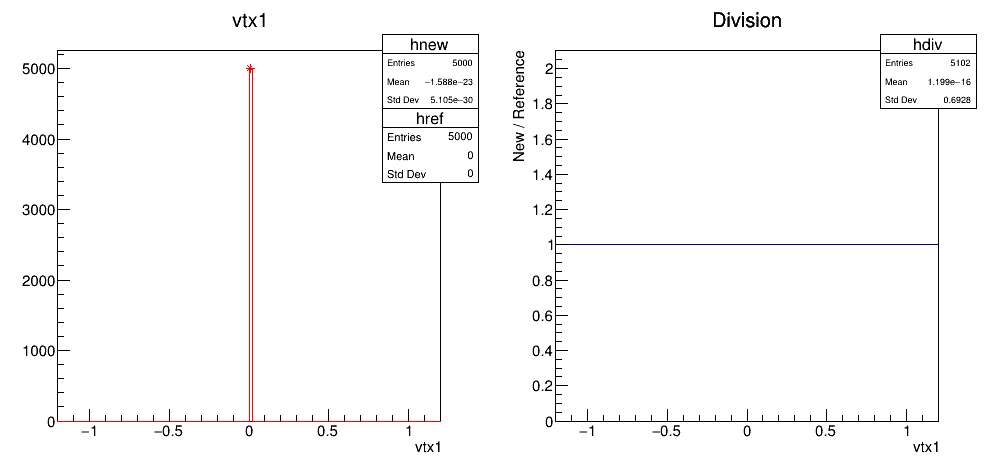 vtx1
hnew
Entries 5000
Mean −1.588e−23
Std Dev 5.105e−30
href
Entries 5000
Mean 0
Std Dev 0
5000
4000
3000
2000
1000
0
−1 −0.5 0 0.5 1
vtx1
Division
hdiv
Entries 5102
Mean 1.199e−16
Std Dev 0.6928
New / Reference
2
1.8
1.6
1.4
1.2
1
0.8
0.6
0.4
0.2
0
−1 −0.5 0 0.5 1
vtx1